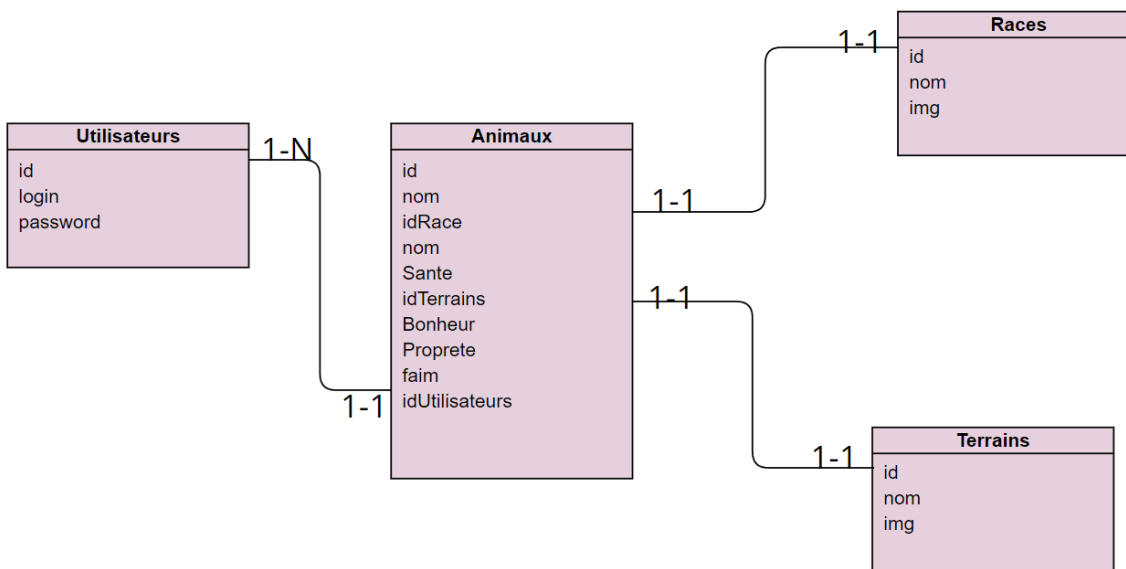 Utilisateurs
id
login
password
1-N
1-1
Animaux
id
nom
idRace
nom
Sante
idTerrains
Bonheur
Proprete
faim
idUtilisateurs
1-1
1-1
Races
id
nom
img
1-1
1-1
Terrains
id
nom
img